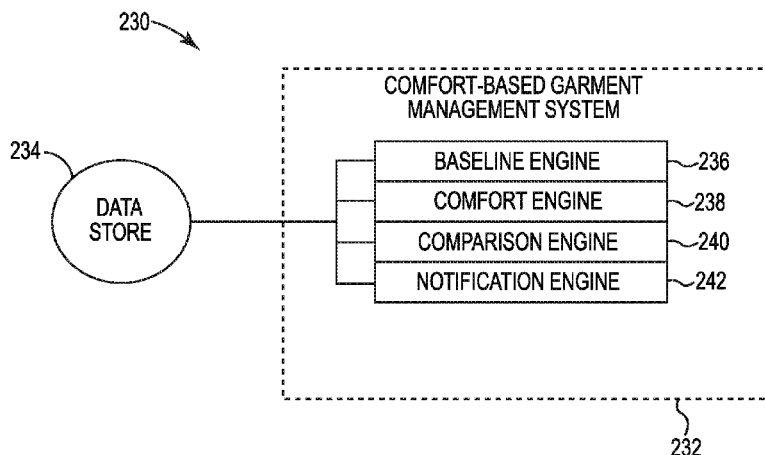 230
COMFORT-BASED GARMENT
MANAGEMENT SYSTEM
234
DATA
STORE
BASELINE ENGINE
236
COMFORT ENGINE
238
COMPARISON ENGINE
240
NOTIFICATION ENGINE
242
232